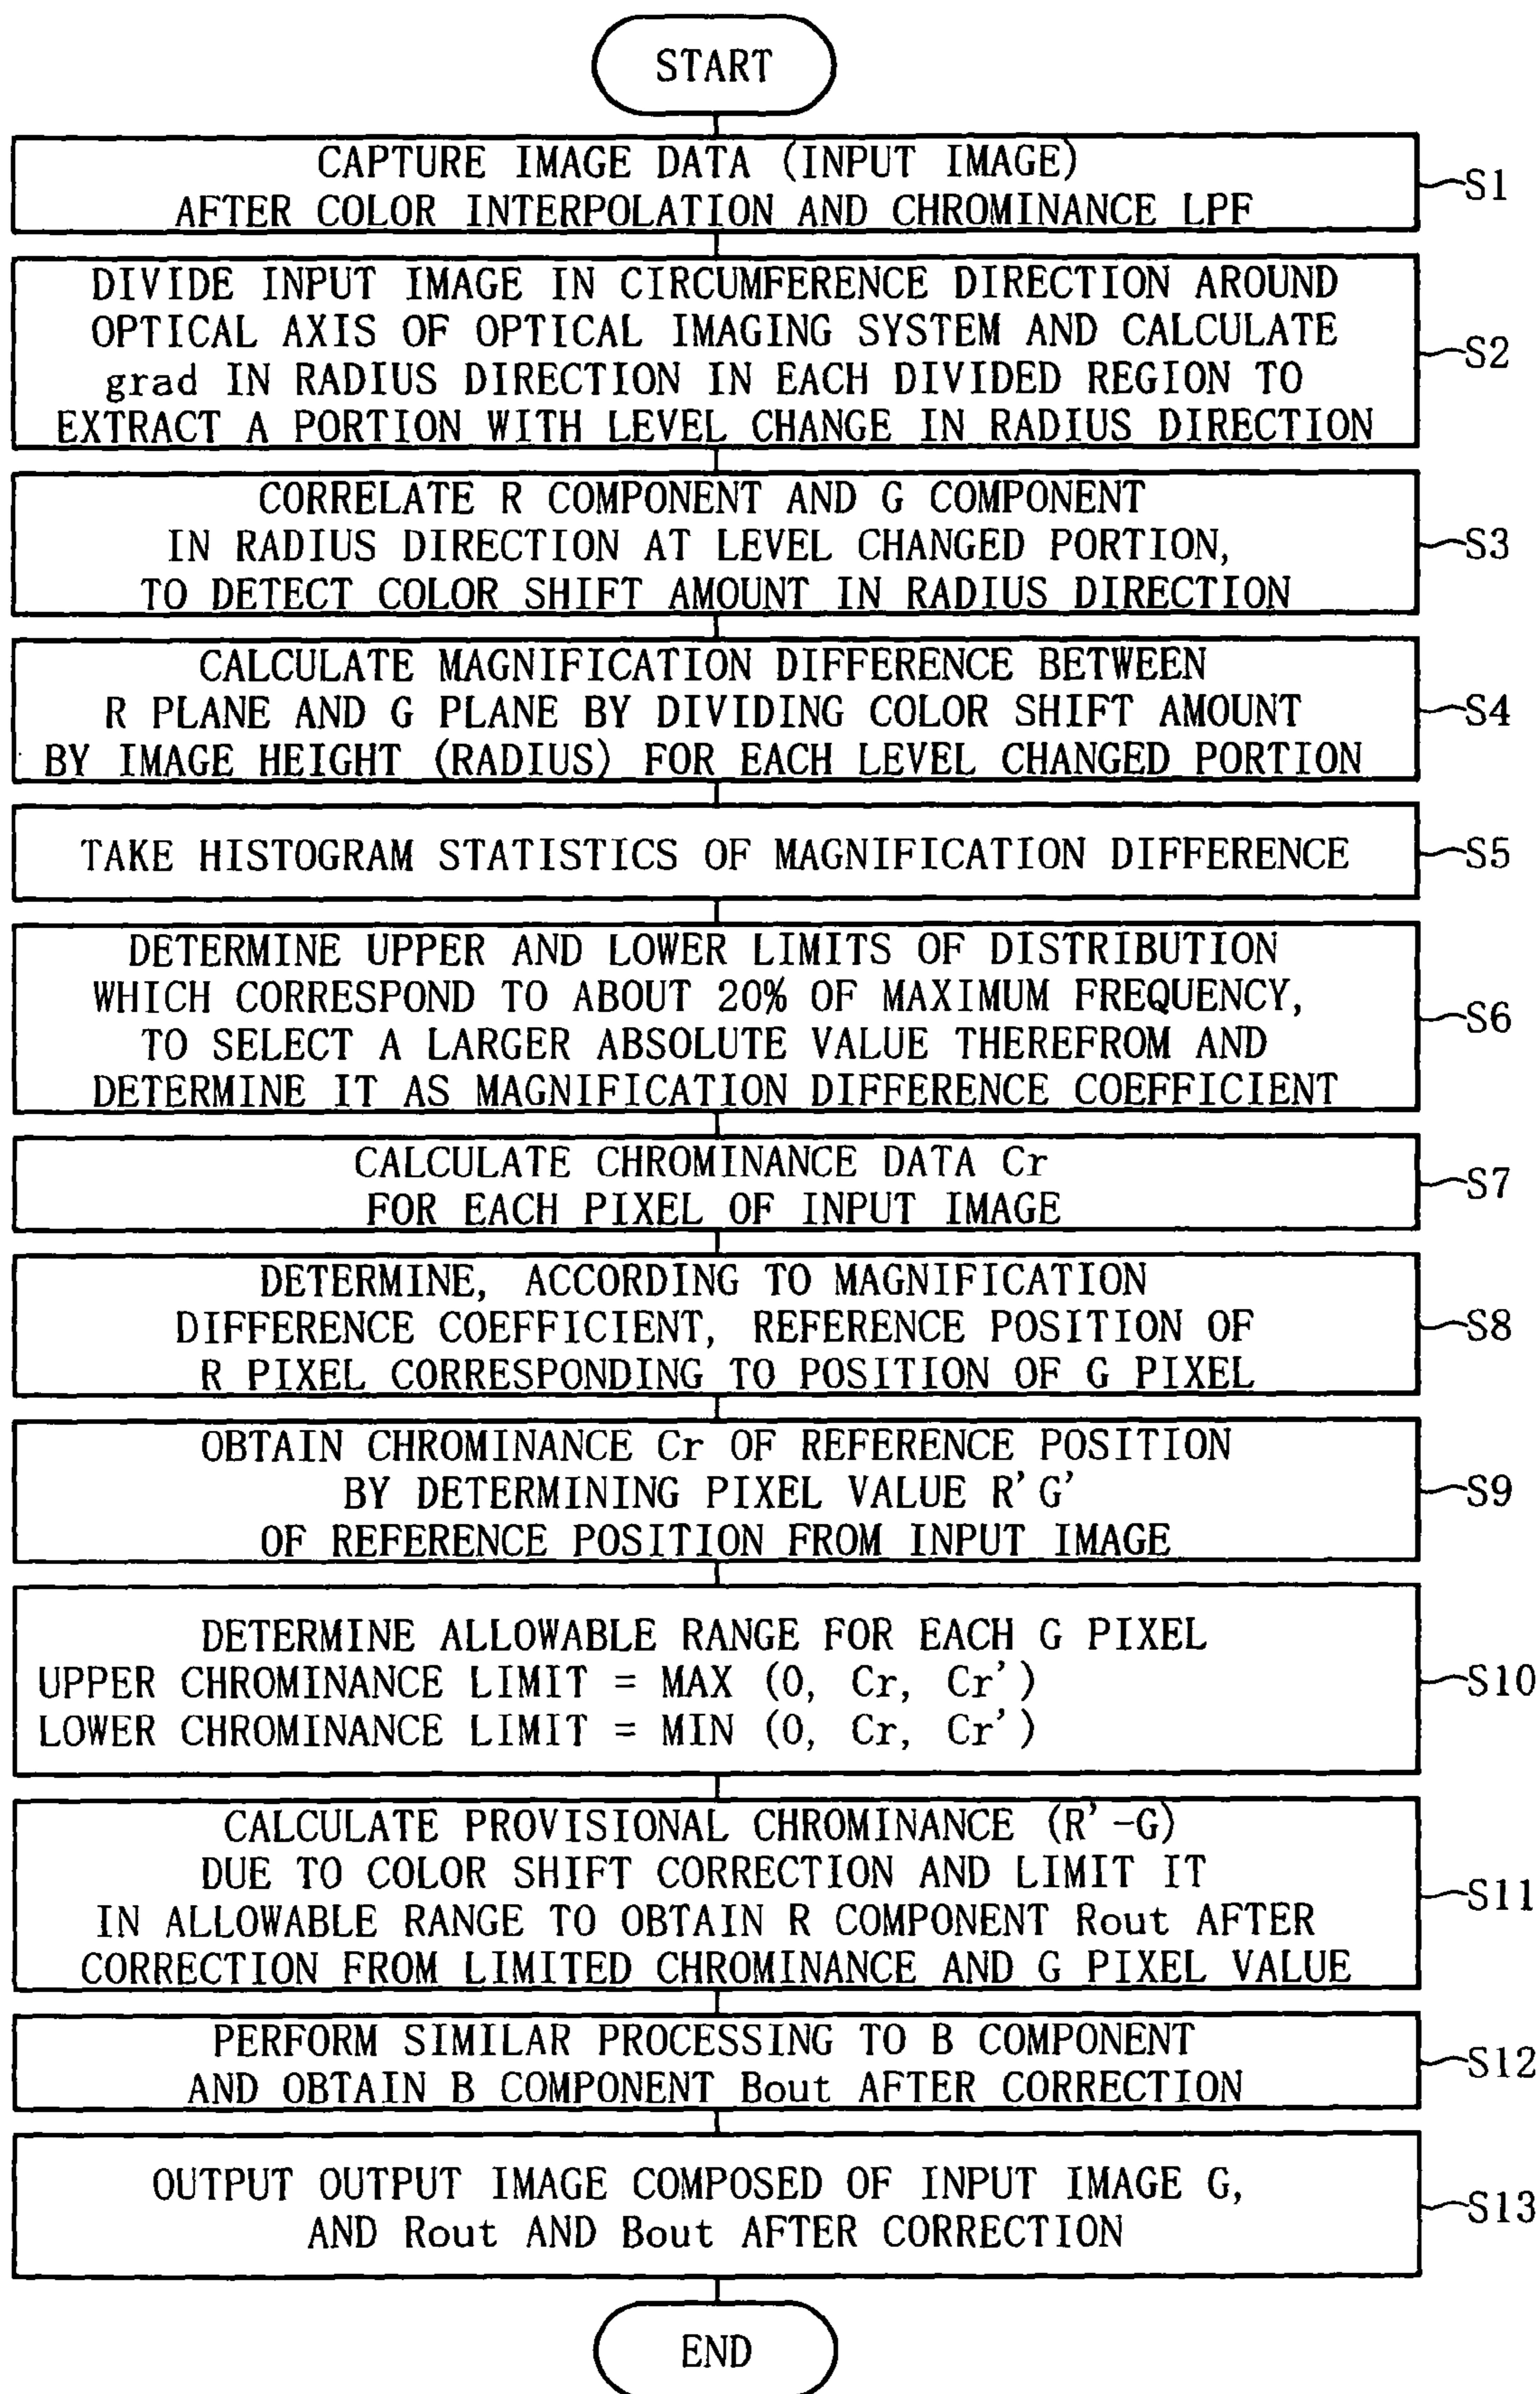 START
CAPTURE IMAGE DATA (INPUT IMAGE)
AFTER COLOR INTERPOLATION AND CHROMINANCE LPF
S1
DIVIDE INPUT IMAGE IN CIRCUMFERENCE DIRECTION AROUND
OPTICAL AXIS OF OPTICAL IMAGING SYSTEM AND CALCULATE
grad IN RADIUS DIRECTION IN EACH DIVIDED REGION TO
EXTRACT A PORTION WITH LEVEL CHANGE IN RADIUS DIRECTION
S2
CORRELATE R COMPONENT AND G COMPONENT
IN RADIUS DIRECTION AT LEVEL CHANGED PORTION,
TO DETECT COLOR SHIFT AMOUNT IN RADIUS DIRECTION
S3
CALCULATE MAGNIFICATION DIFFERENCE BETWEEN
R PLANE AND G PLANE BY DIVIDING COLOR SHIFT AMOUNT
BY IMAGE HEIGHT (RADIUS) FOR EACH LEVEL CHANGED PORTION
S4
TAKE HISTOGRAM STATISTICS OF MAGNIFICATION DIFFERENCE
S5
DETERMINE UPPER AND LOWER LIMITS OF DISTRIBUTION
WHICH CORRESPOND TO ABOUT 20% OF MAXIMUM FREQUENCY,
TO SELECT A LARGER ABSOLUTE VALUE THEREFROM AND
DETERMINE IT AS MAGNIFICATION DIFFERENCE COEFFICIENT
S6
CALCULATE CHROMINANCE DATA Cr
FOR EACH PIXEL OF INPUT IMAGE
S7
DETERMINE, ACCORDING TO MAGNIFICATION
DIFFERENCE COEFFICIENT, REFERENCE POSITION OF
R PIXEL CORRESPONDING TO POSITION OF G PIXEL
S8
OBTAIN CHROMINANCE Cr OF REFERENCE POSITION
BY DETERMINING PIXEL VALUE R'G'
OF REFERENCE POSITION FROM INPUT IMAGE
S9
DETERMINE ALLOWABLE RANGE FOR EACH G PIXEL
UPPER CHROMINANCE LIMIT = MAX (0, Cr, Cr')
LOWER CHROMINANCE LIMIT = MIN (0, Cr, Cr')
S10
CALCULATE PROVISIONAL CHROMINANCE (R'-G)
DUE TO COLOR SHIFT CORRECTION AND LIMIT IT
IN ALLOWABLE RANGE TO OBTAIN R COMPONENT Rout AFTER
CORRECTION FROM LIMITED CHROMINANCE AND G PIXEL VALUE
S11
PERFORM SIMILAR PROCESSING TO B COMPONENT
AND OBTAIN B COMPONENT Bout AFTER CORRECTION
S12
OUTPUT OUTPUT IMAGE COMPOSED OF INPUT IMAGE G,
AND Rout AND Bout AFTER CORRECTION
S13
END